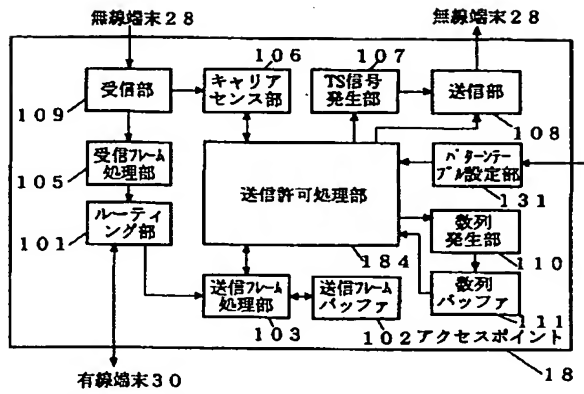 無線端末２８
無線端末２８
１０６
１０７
受信部
キャリア
センス部
TS信号
発生部
送信部
１０９
１０８
受信フレーム
処理部
１０５
送信許可処理部
パターンテー
ブル設定部
１３１
ルーティ
ング部
１０１
数列
発生部
１１０
１８４
送信フレーム
処理部
送信フレーム
バッファ
数列
バッファ
１０３
１０２
１１１
アクセスポイント
１８
有線端末３０